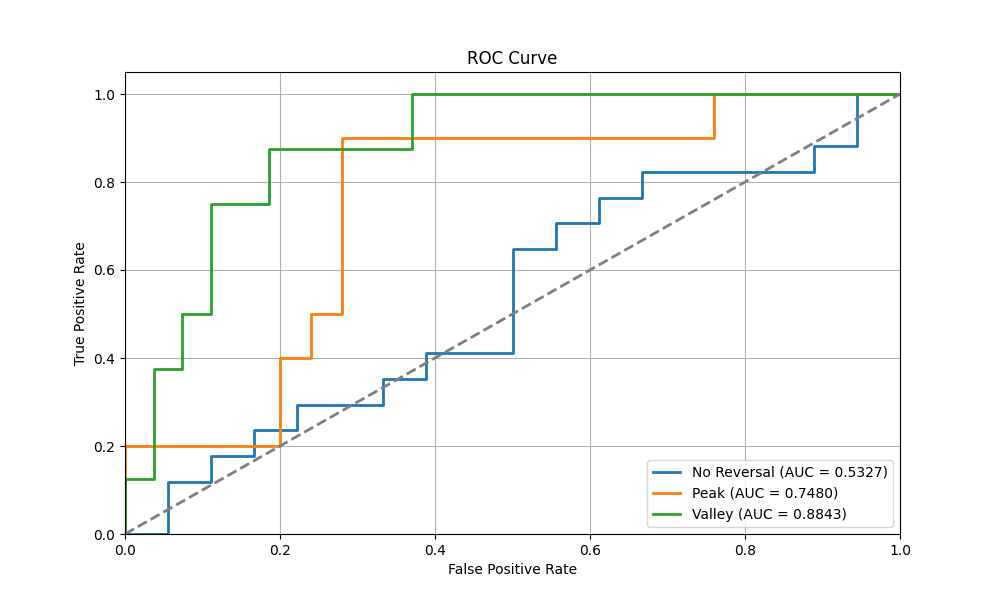 ROC Curve
True Positive Rate
1.0
0.8
0.6
0.4
0.2
0.0
0.0 0.2 0.4 0.6 0.8 1.0
False Positive Rate
No Reversal (AUC = 0.5327)
Peak (AUC = 0.7480)
Valley (AUC = 0.8843)